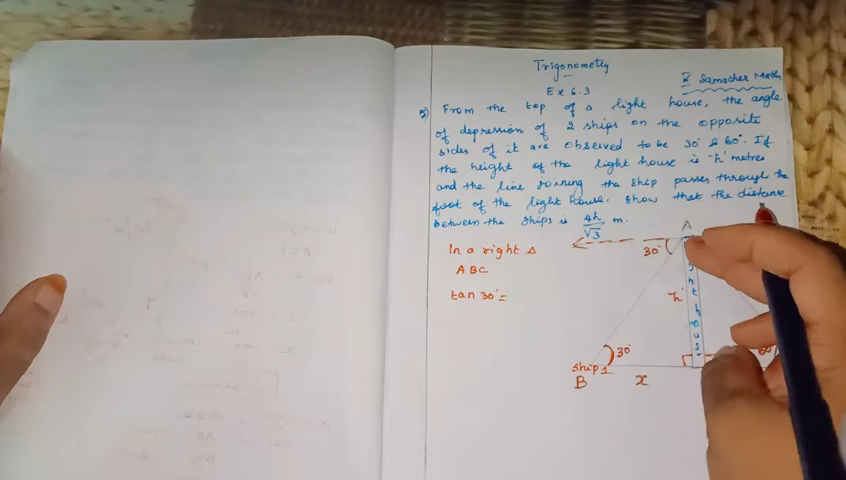 Trigonometry
X Samacheer Maths
Ex 6.3
5) From the top of a light house, the angle
of depression of 2 ships on the opposite
sides of it are observed to be 30° & 60°. If
the height of the light house is 'h' metres
and the line joining the ship passes through the
foot of the light house. Show that the distance
between the ships is 4h/√3 m.
In a right Δ
ABC
tan 30° =
A
30°
h
30°
60°
ship 1
B
x